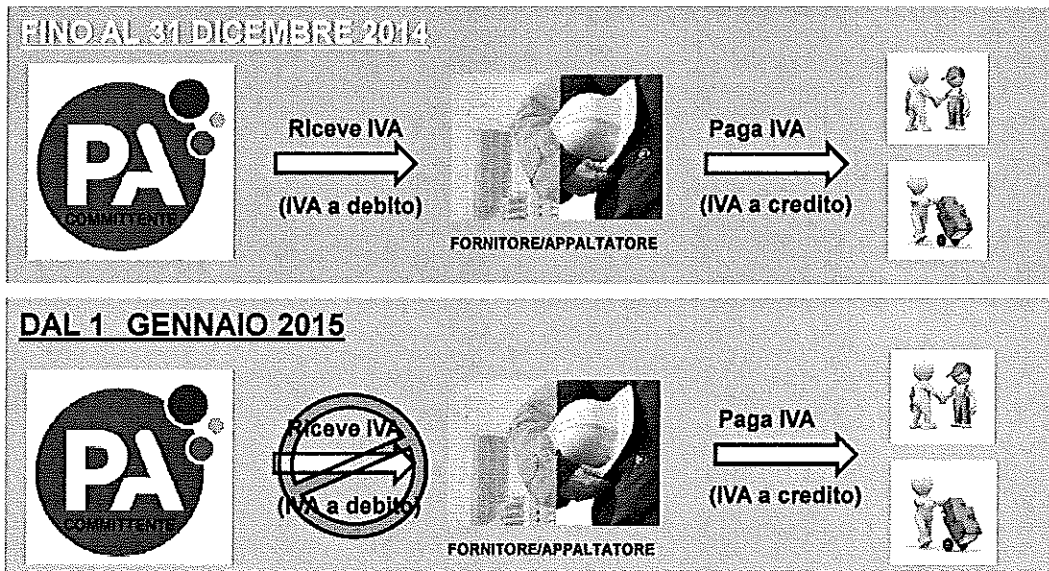 FINO AL 31 DICEMBRE 2014
PA
COMMITTENTE
Riceve IVA
(IVA a debito)
FORNITORE/APPALTATORE
Paga IVA
(IVA a credito)
DAL 1 GENNAIO 2015
PA
COMMITTENTE
Riceve IVA
(IVA a debito)
FORNITORE/APPALTATORE
Paga IVA
(IVA a credito)